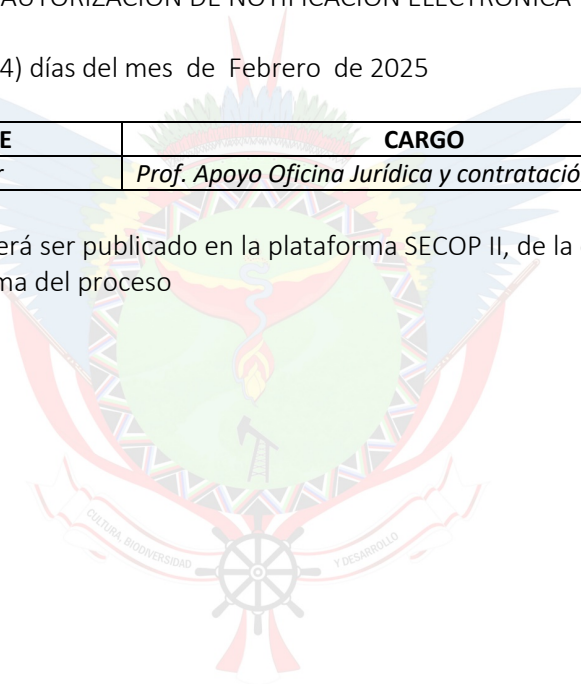 AUTORIZACIÓN DE NOTIFICACIÓN ELECTRÓNICA
4) días del mes de Febrero de 2025
CARGO
Prof. Apoyo Oficina Jurídica y contratació
erá ser publicado en la plataforma SECOP II, de la
ma del proceso
CULTURA, BIODIVERSIDAD
Y DESARROLLO